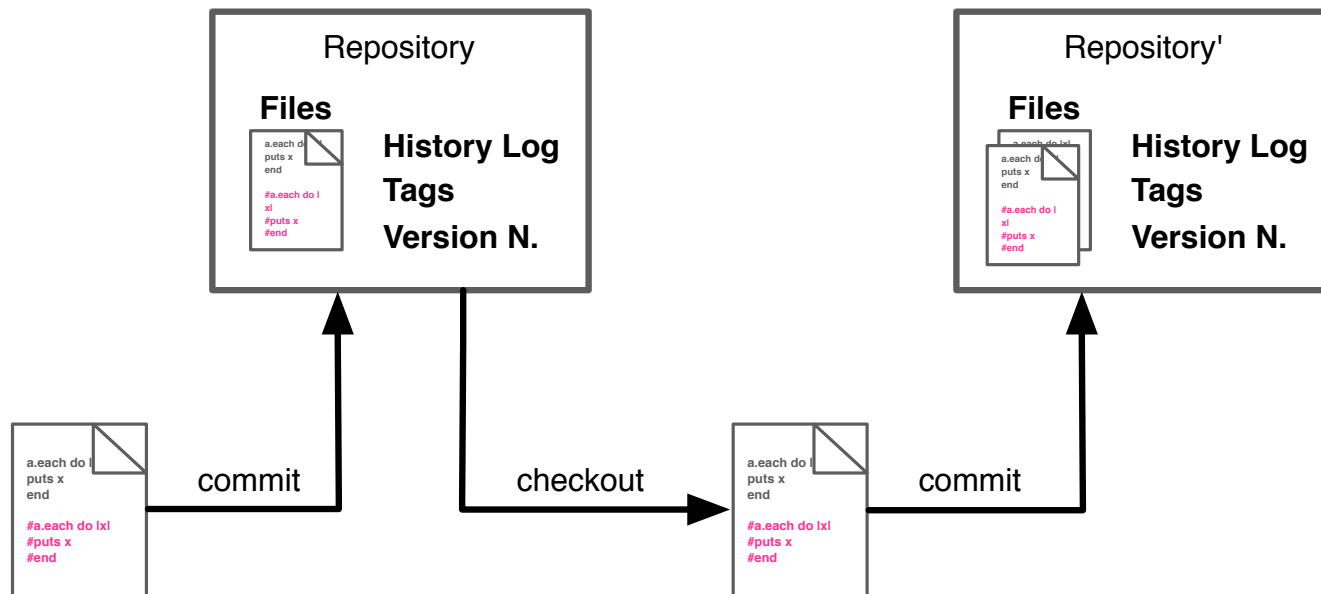 Repository
Files
a.each do
puts x
end
#a.each do |
x|
#puts x
#end
History Log
Tags
Version N.
Repository'
Files
a.each do |x|
a.each do
puts x
end
#a.each do |
x|
#puts x
#end
History Log
Tags
Version N.
a.each do |
puts x
end
#a.each do |x|
#puts x
#end
commit
checkout
a.each do |
puts x
end
#a.each do |x|
#puts x
#end
commit